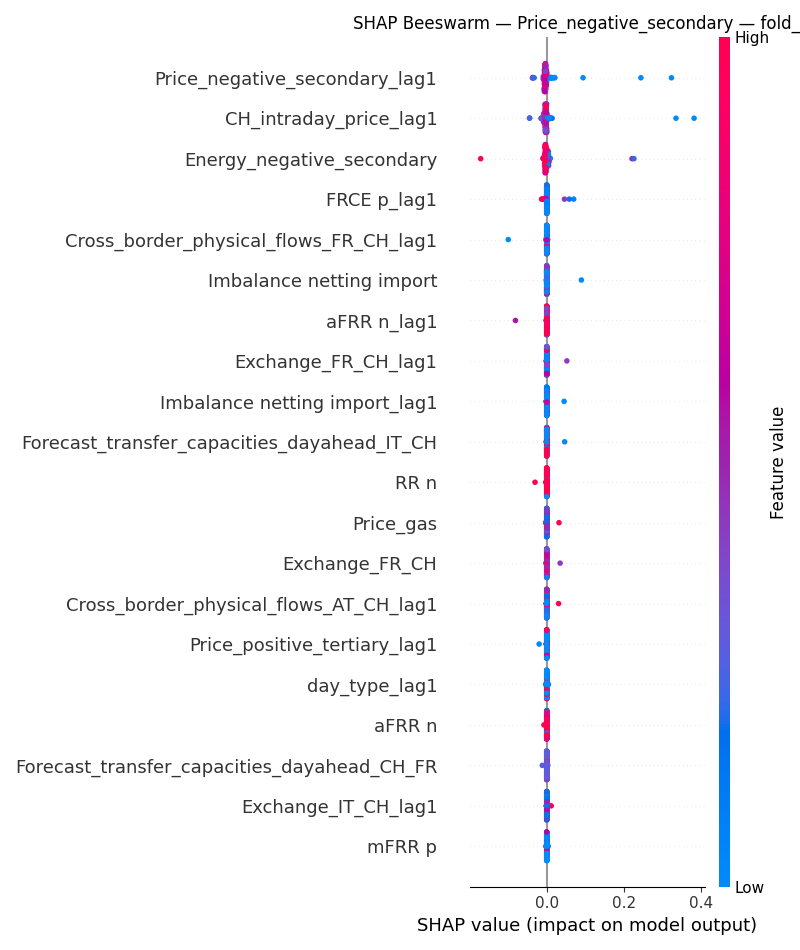 SHAP Beeswarm — Price_negative_secondary — fold_
High
Price_negative_secondary_lag1
CH_intraday_price_lag1
Energy_negative_secondary
FRCE p_lag1
Cross_border_physical_flows_FR_CH_lag1
Imbalance netting import
aFRR n_lag1
Exchange_FR_CH_lag1
Imbalance netting import_lag1
Forecast_transfer_capacities_dayahead_IT_CH
RR n
Price_gas
Exchange_FR_CH
Cross_border_physical_flows_AT_CH_lag1
Price_positive_tertiary_lag1
day_type_lag1
aFRR n
Forecast_transfer_capacities_dayahead_CH_FR
Exchange_IT_CH_lag1
mFRR p
Feature value
Low
0.0 0.2 0.4
SHAP value (impact on model output)